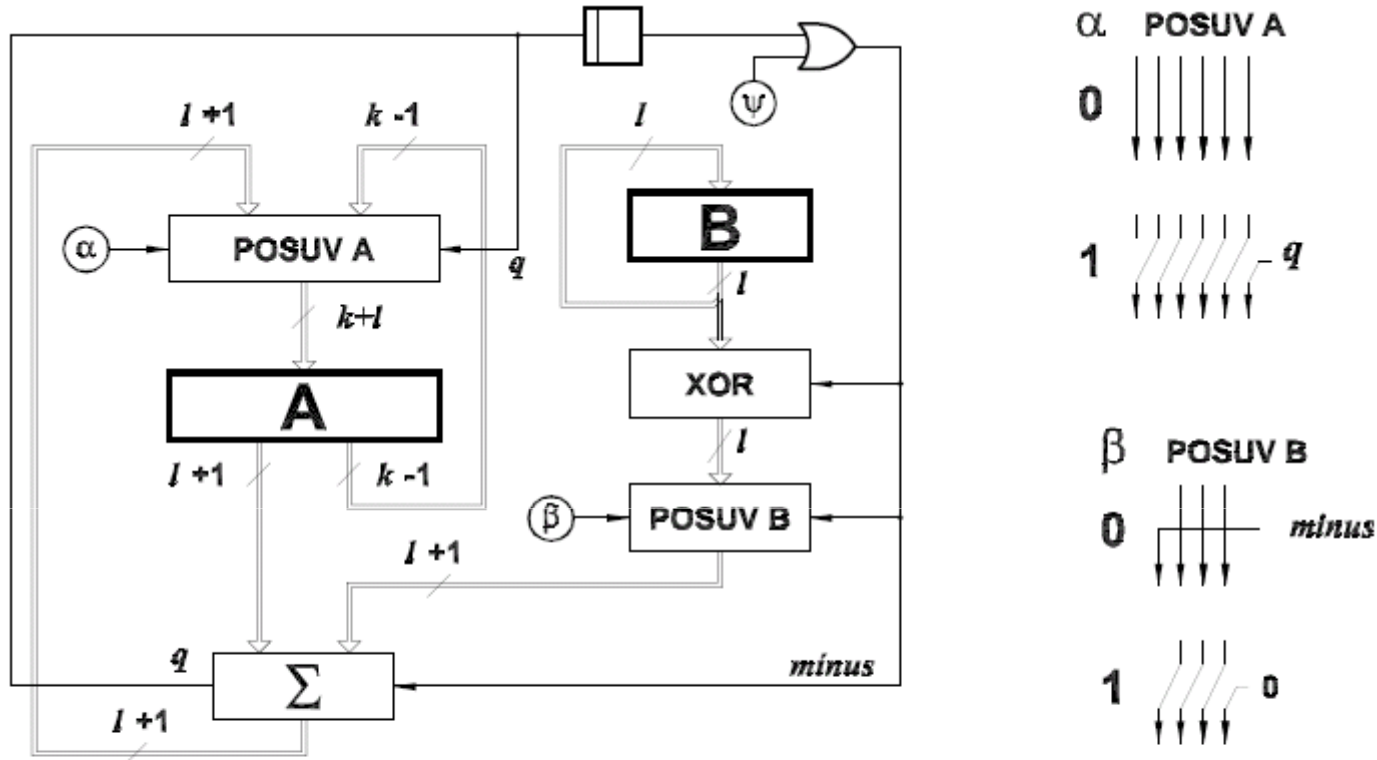 ψ
l +1
k -1
l
α
POSUV A
q
B
l
k+l
A
XOR
l +1
k -1
l
β
POSUV B
l +1
q
Σ
minus
l +1
α POSUV A
0
1
q
β POSUV B
0
minus
1
0